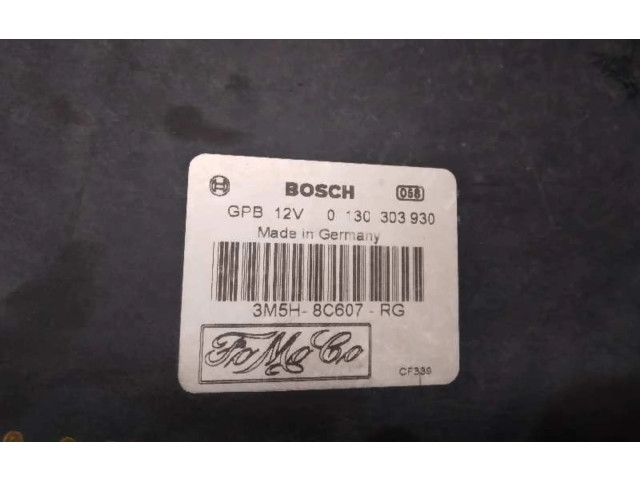 BOSCH 058
GPB 12V 0 130 303 930
Made in Germany
3M5H-8C607-RG
FoMoCo
CF339